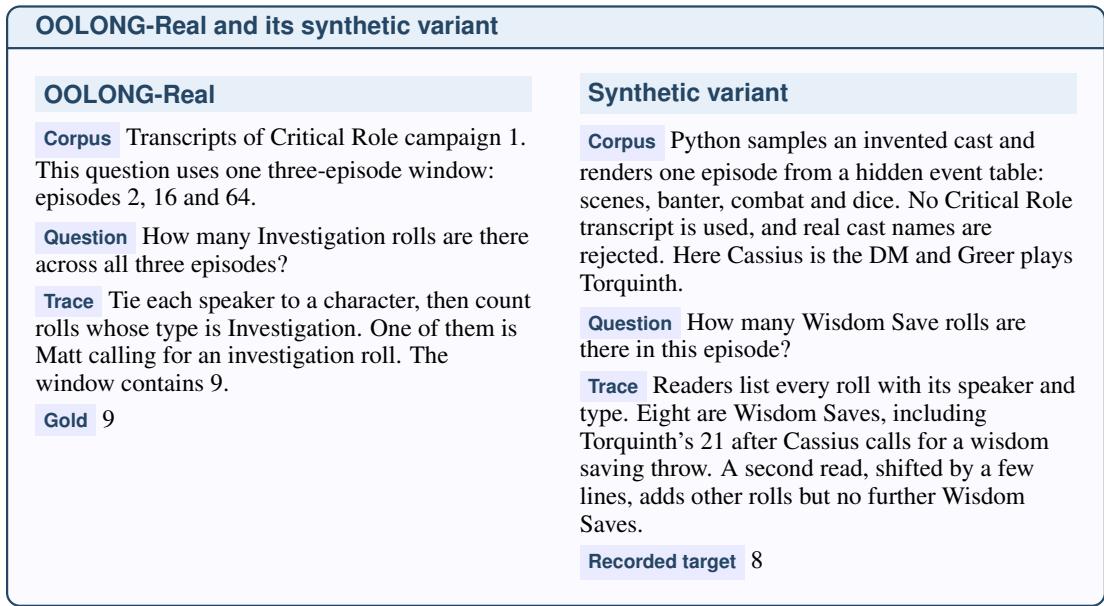 OOLONG-Real and its synthetic variant
OOLONG-Real
Corpus Transcripts of Critical Role campaign 1.
This question uses one three-episode window:
episodes 2, 16 and 64.
Question How many Investigation rolls are there
across all three episodes?
Trace Tie each speaker to a character, then count
rolls whose type is Investigation. One of them is
Matt calling for an investigation roll. The
window contains 9.
Gold 9
Synthetic variant
Corpus Python samples an invented cast and
renders one episode from a hidden event table:
scenes, banter, combat and dice. No Critical Role
transcript is used, and real cast names are
rejected. Here Cassius is the DM and Greer plays
Torquinth.
Question How many Wisdom Save rolls are
there in this episode?
Trace Readers list every roll with its speaker and
type. Eight are Wisdom Saves, including
Torquinth's 21 after Cassius calls for a wisdom
saving throw. A second read, shifted by a few
lines, adds other rolls but no further Wisdom
Saves.
Recorded target 8